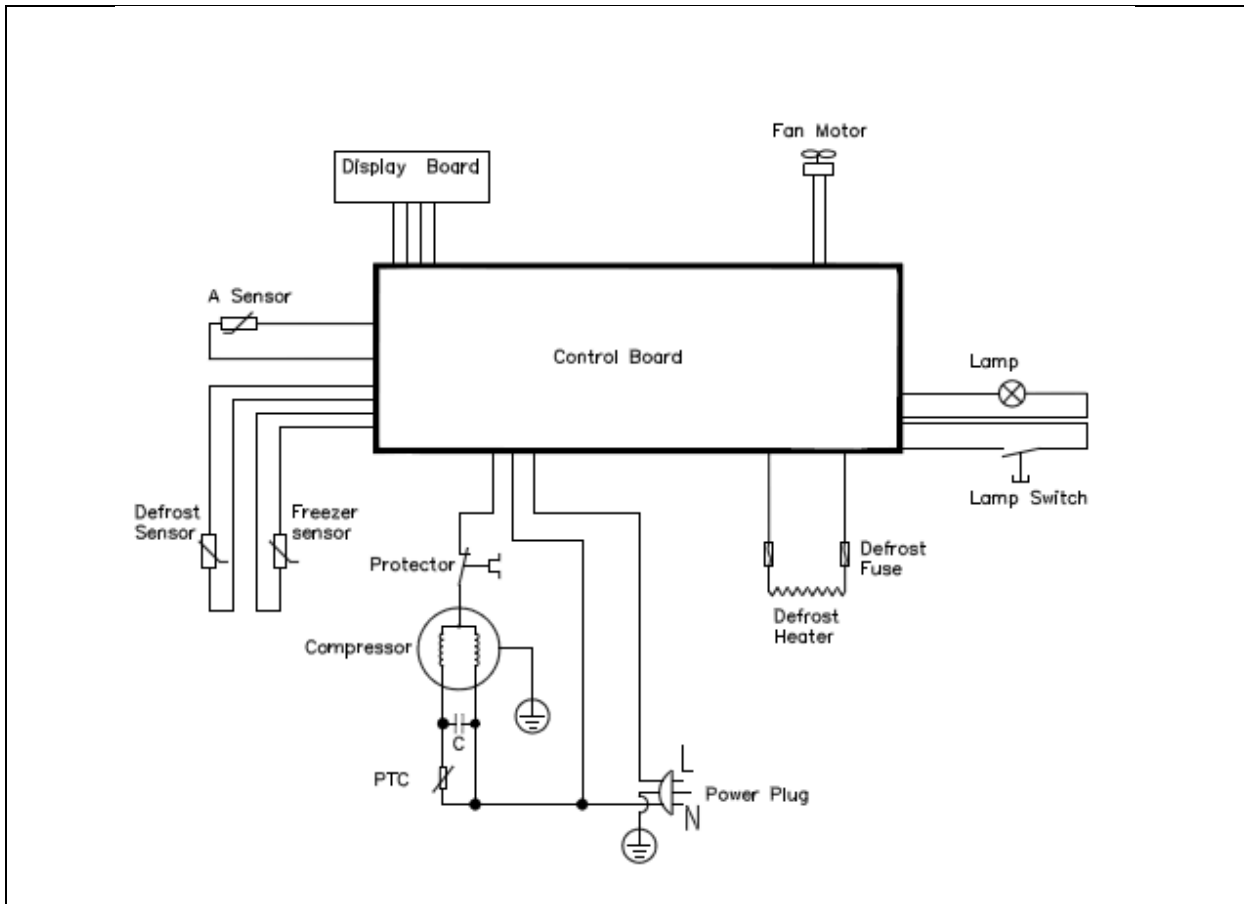 Fan Motor
Display Board
A Sensor
Control Board
Lamp
Lamp Switch
Defrost
Sensor
Freezer
sensor
Protector
Defrost
Fuse
Defrost
Heater
Compressor
C
PTC
L
Power Plug
N